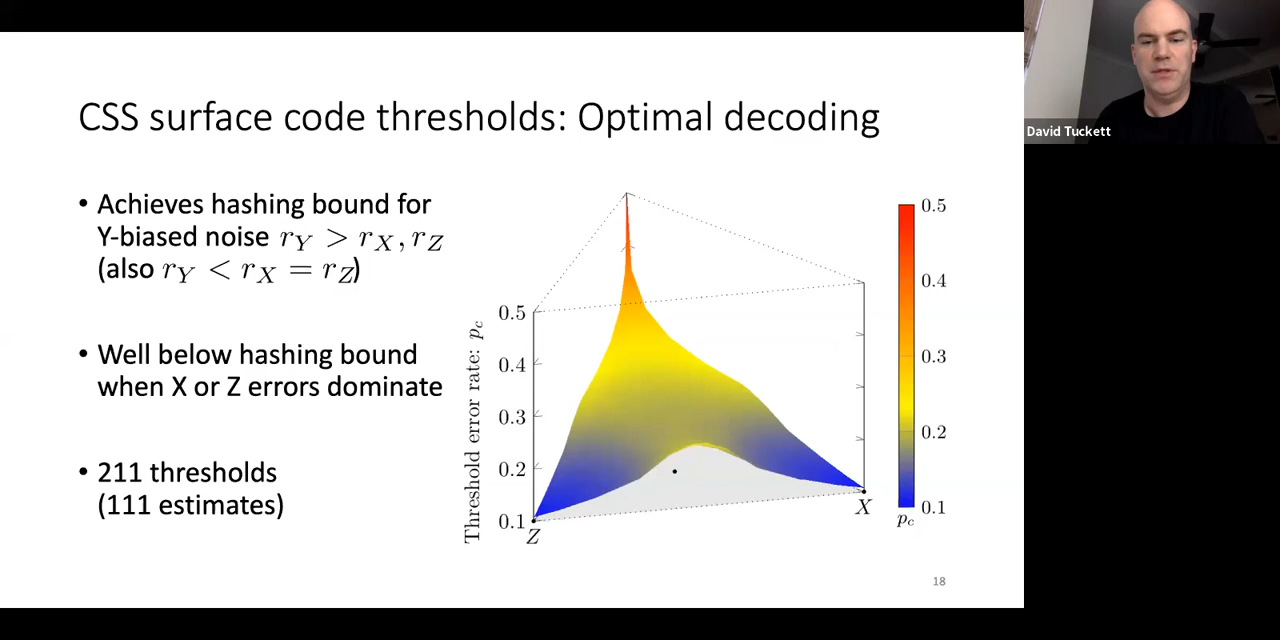 CSS surface code thresholds: Optimal decoding
• Achieves hashing bound for
Y-biased noise r_Y > r_X, r_Z
(also r_Y < r_X = r_Z)
• Well below hashing bound
when X or Z errors dominate
• 211 thresholds
(111 estimates)
Threshold error rate: p_c
0.5
0.4
0.3
0.2
0.1
Z
X
0.5
0.4
0.3
0.2
0.1
p_c
18
David Tuckett